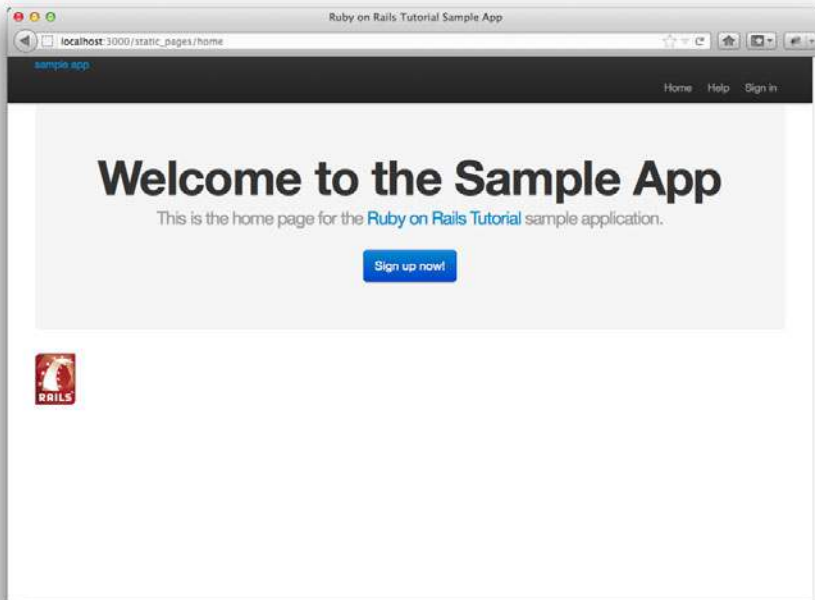 Ruby on Rails Tutorial Sample App
localhost:3000/static_pages/home
sample app
Home Help Sign in
Welcome to the Sample App
This is the home page for the Ruby on Rails Tutorial sample application.
Sign up now!
RAILS